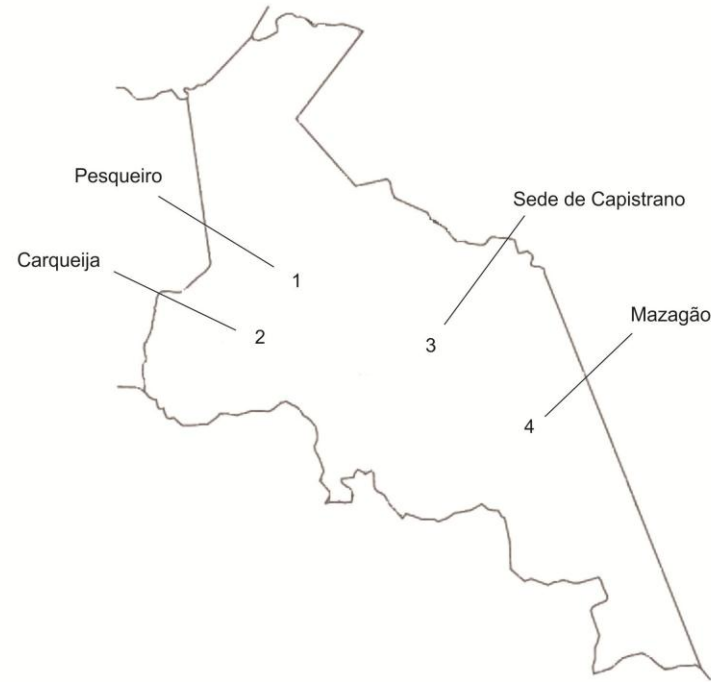 Pesqueiro
Sede de Capistrano
Carqueija
1
Mazagão
2
3
4